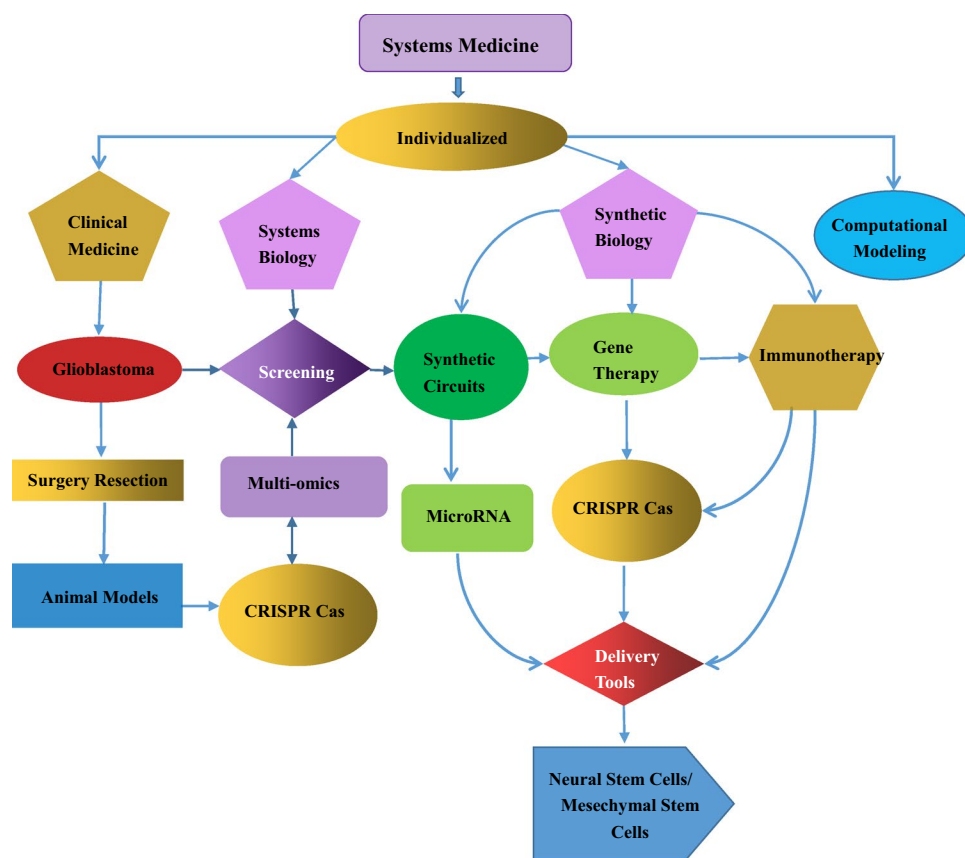 Systems Medicine
Individualized
Clinical
Medicine
Systems
Biology
Synthetic
Biology
Computational
Modeling
Glioblastoma
Screening
Synthetic
Circuits
Gene
Therapy
Immunotherapy
Surgery Resection
Multi-omics
MicroRNA
CRISPR Cas
Animal Models
CRISPR Cas
Delivery
Tools
Neural Stem Cells/
Mesechymal Stem
Cells